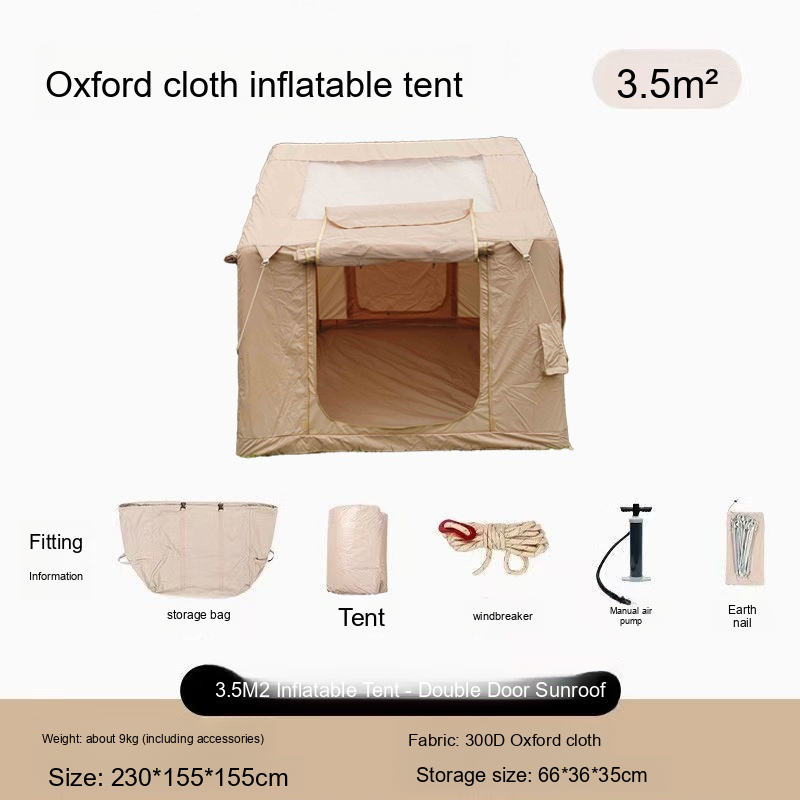 Oxford cloth inflatable tent
3.5m²
Fitting
Information
storage bag
Tent
windbreaker
Manual air
pump
Earth
nail
3.5M2 Inflatable Tent - Double Door Sunroof
Weight: about 9kg (including accessories)
Fabric: 300D Oxford cloth
Size: 230*155*155cm
Storage size: 66*36*35cm